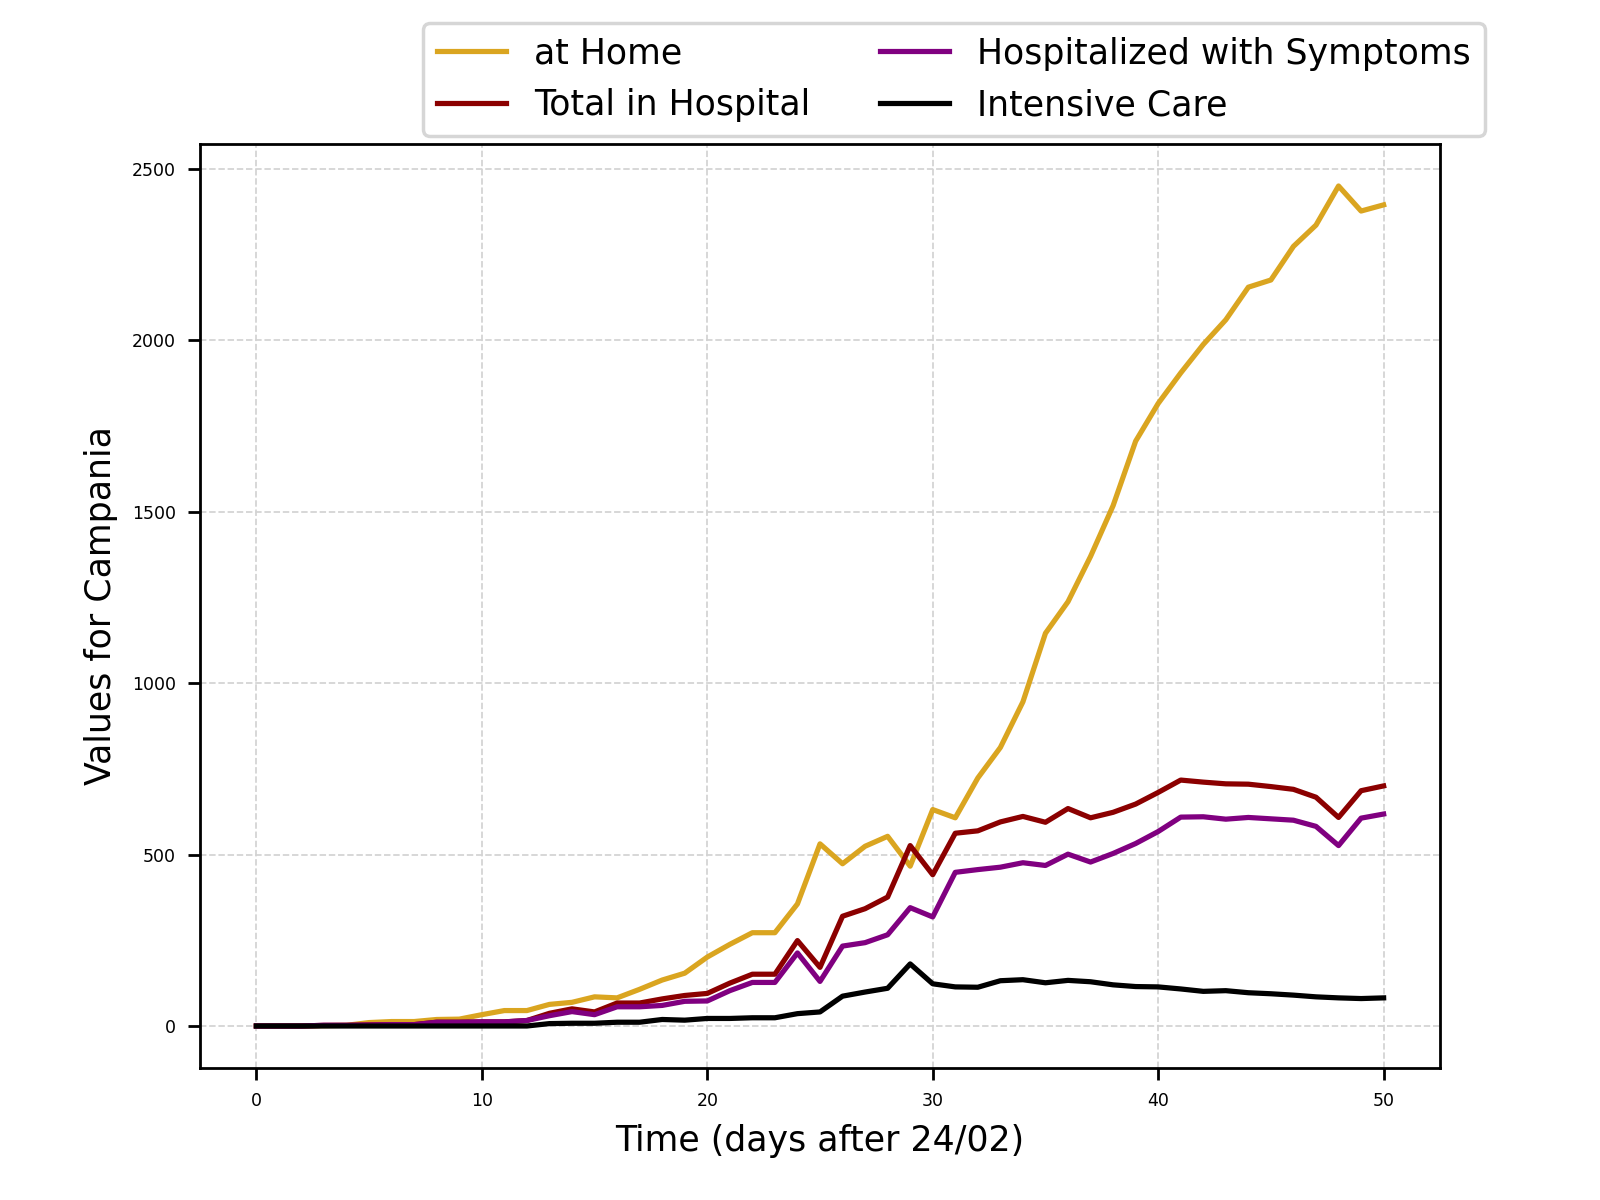 at Home
Total in Hospital
Hospitalized with Symptoms
Intensive Care
Values for Campania
2500
2000
1500
1000
500
0
0 10 20 30 40 50
Time (days after 24/02)